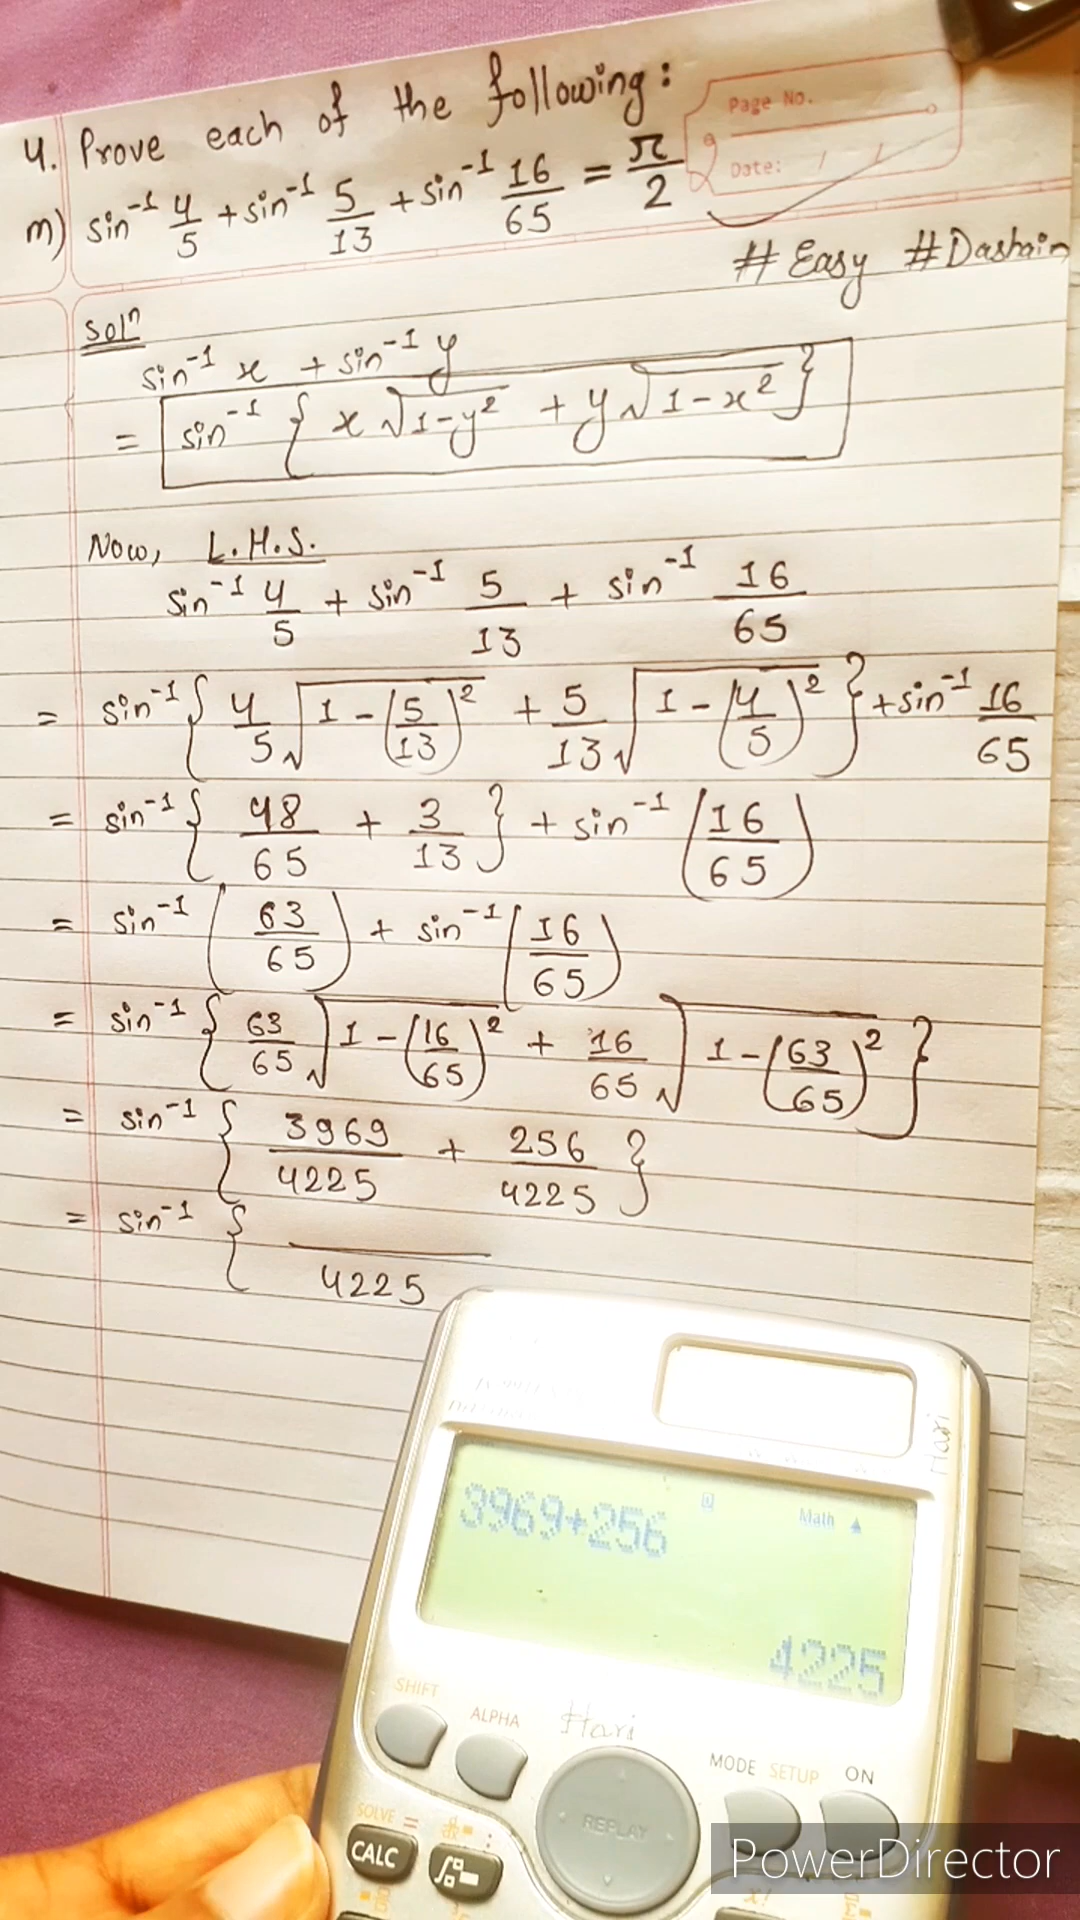 4. Prove each of the following:
Page No.
Date: / /
m) sin⁻¹ 4/5 + sin⁻¹ 5/13 + sin⁻¹ 16/65 = π/2
# Easy # Dashain
Solⁿ
sin⁻¹ x + sin⁻¹ y
= sin⁻¹ { x √(1-y²) + y √(1-x²) }
Now, L.H.S.
sin⁻¹ 4/5 + sin⁻¹ 5/13 + sin⁻¹ 16/65
= sin⁻¹ { 4/5 √(1-(5/13)²) + 5/13 √(1-(4/5)²) } + sin⁻¹ 16/65
= sin⁻¹ { 48/65 + 3/13 } + sin⁻¹ (16/65)
= sin⁻¹ (63/65) + sin⁻¹ (16/65)
= sin⁻¹ { 63/65 √(1-(16/65)²) + 16/65 √(1-(63/65)²) }
= sin⁻¹ { 3969/4225 + 256/4225 }
= sin⁻¹ { /4225
Hari
Math ▲
3969+256
4225
SHIFT
ALPHA
Hari
MODE SETUP ON
REPLAY
SOLVE =
CALC
PowerDirector
x!